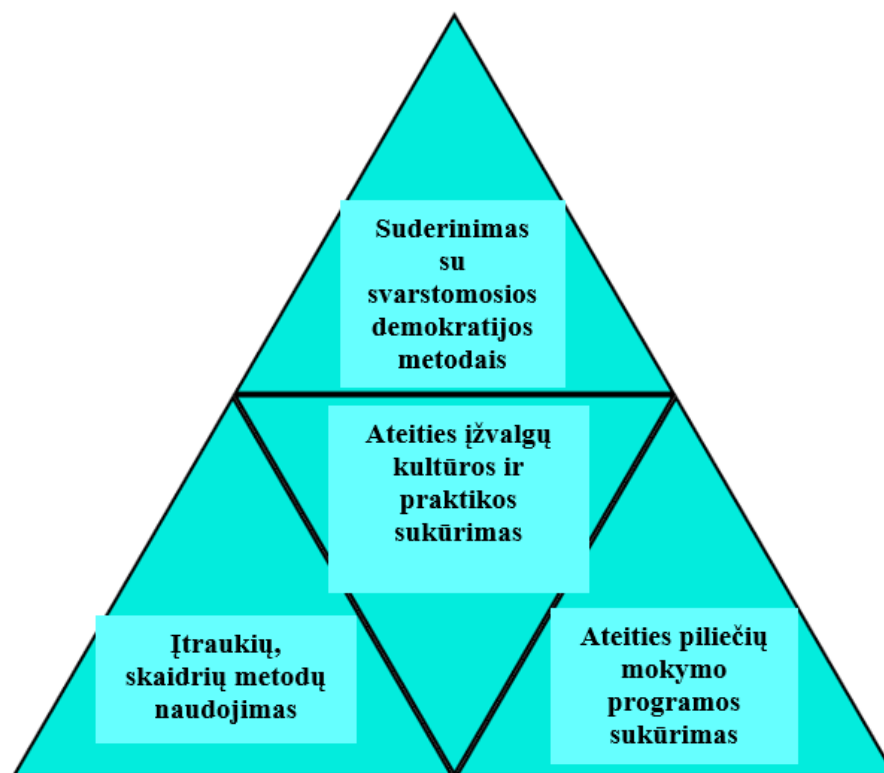 Suderinimas
su
svarstomosios
demokratijos
metodais
Ateities įžvalgų
kultūros ir
praktikos
sukūrimas
Įtraukių,
skaidrių metodų
naudojimas
Ateities piliečių
mokymo
programos
sukūrimas